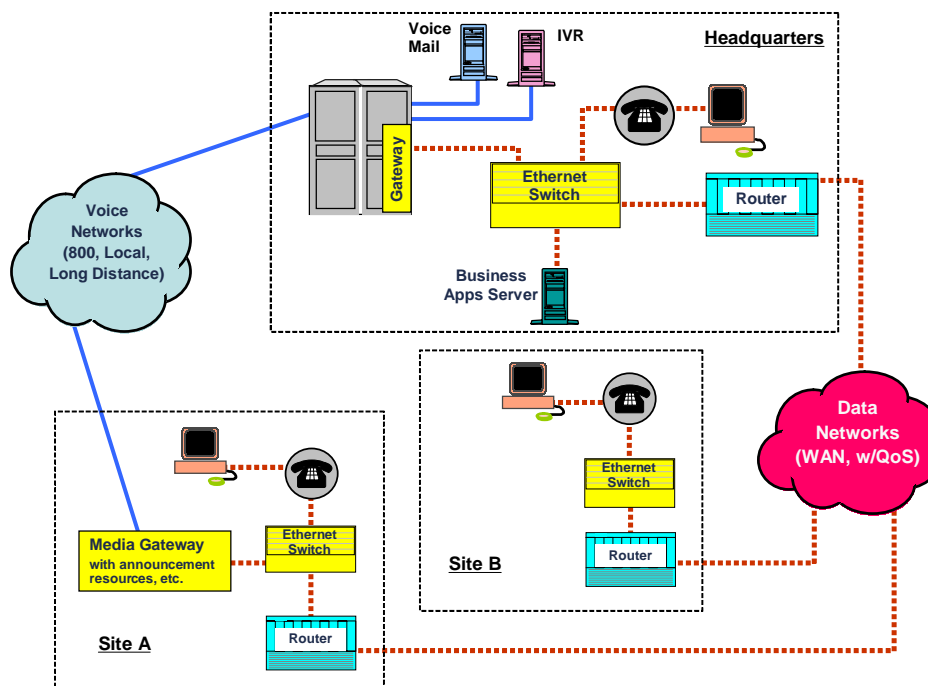 Voice
Mail
IVR
Headquarters
Gateway
Ethernet
Switch
Router
Voice
Networks
(800, Local,
Long Distance)
Business
Apps Server
Data
Networks
(WAN, w/QoS)
Ethernet
Switch
Router
Site B
Ethernet
Switch
Media Gateway
with announcement
resources, etc.
Router
Site A